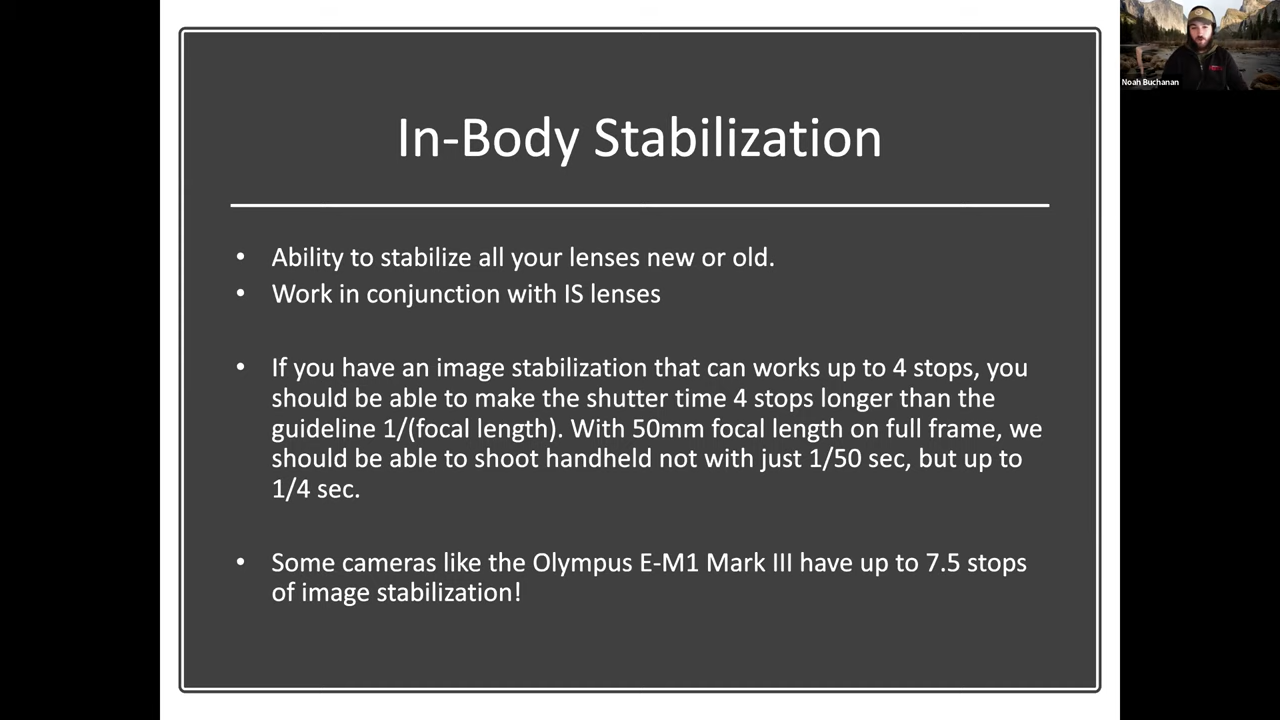 In-Body Stabilization
• Ability to stabilize all your lenses new or old.
• Work in conjunction with IS lenses
• If you have an image stabilization that can works up to 4 stops, you
should be able to make the shutter time 4 stops longer than the
guideline 1/(focal length). With 50mm focal length on full frame, we
should be able to shoot handheld not with just 1/50 sec, but up to
1/4 sec.
• Some cameras like the Olympus E-M1 Mark III have up to 7.5 stops
of image stabilization!
Noah Buchanan